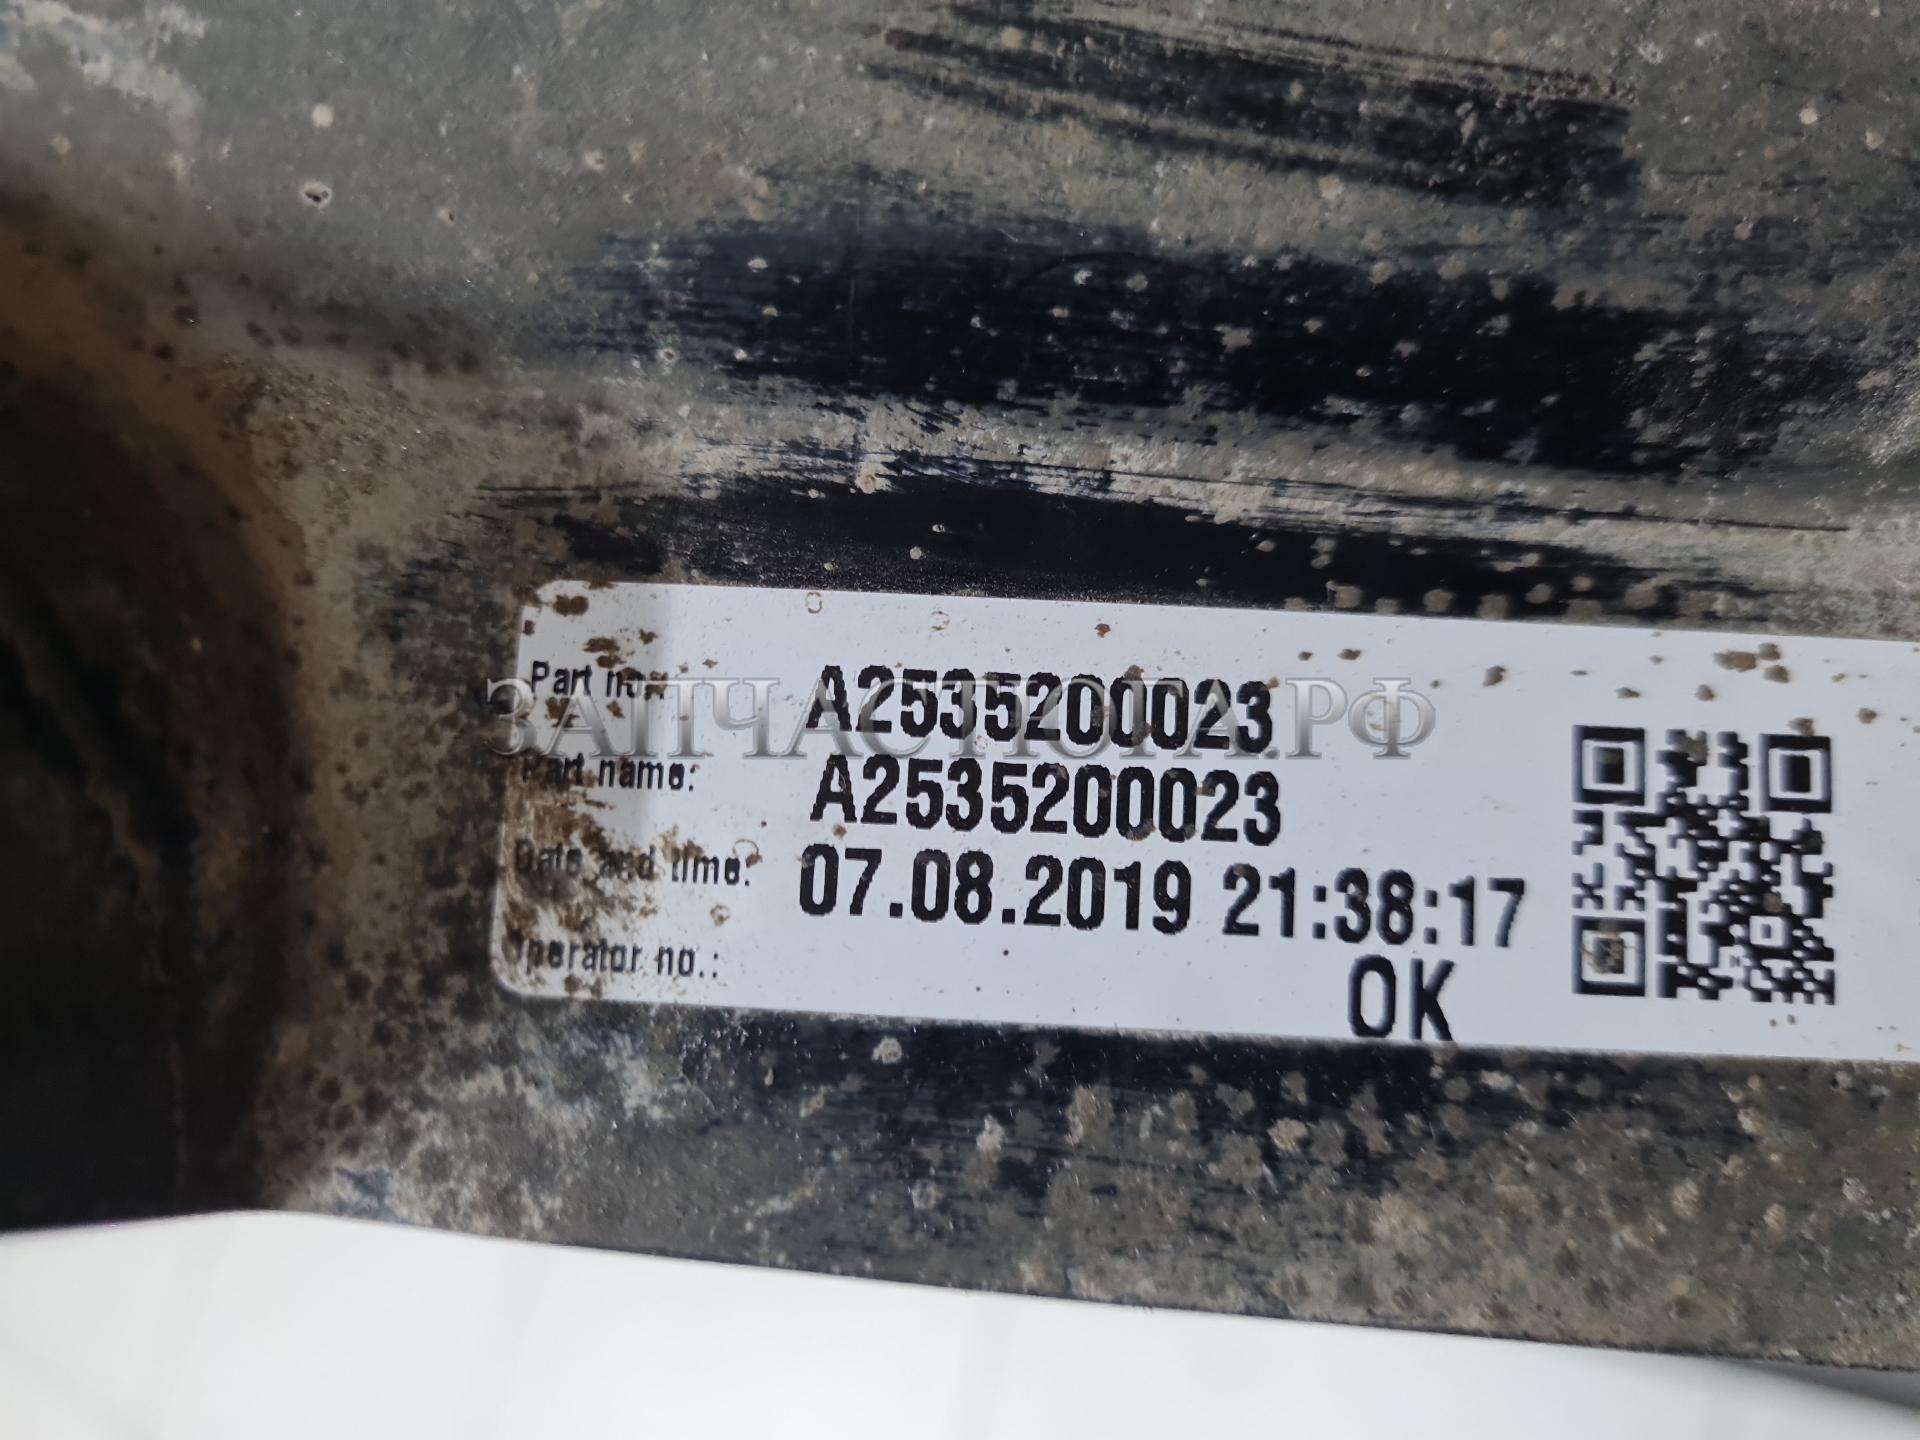 Part no.: A2535200023
ЗАПЧАСТЮГА.РФ
Part name: A2535200023
Date and time: 07.08.2019 21:38:17
Operator no.:
OK